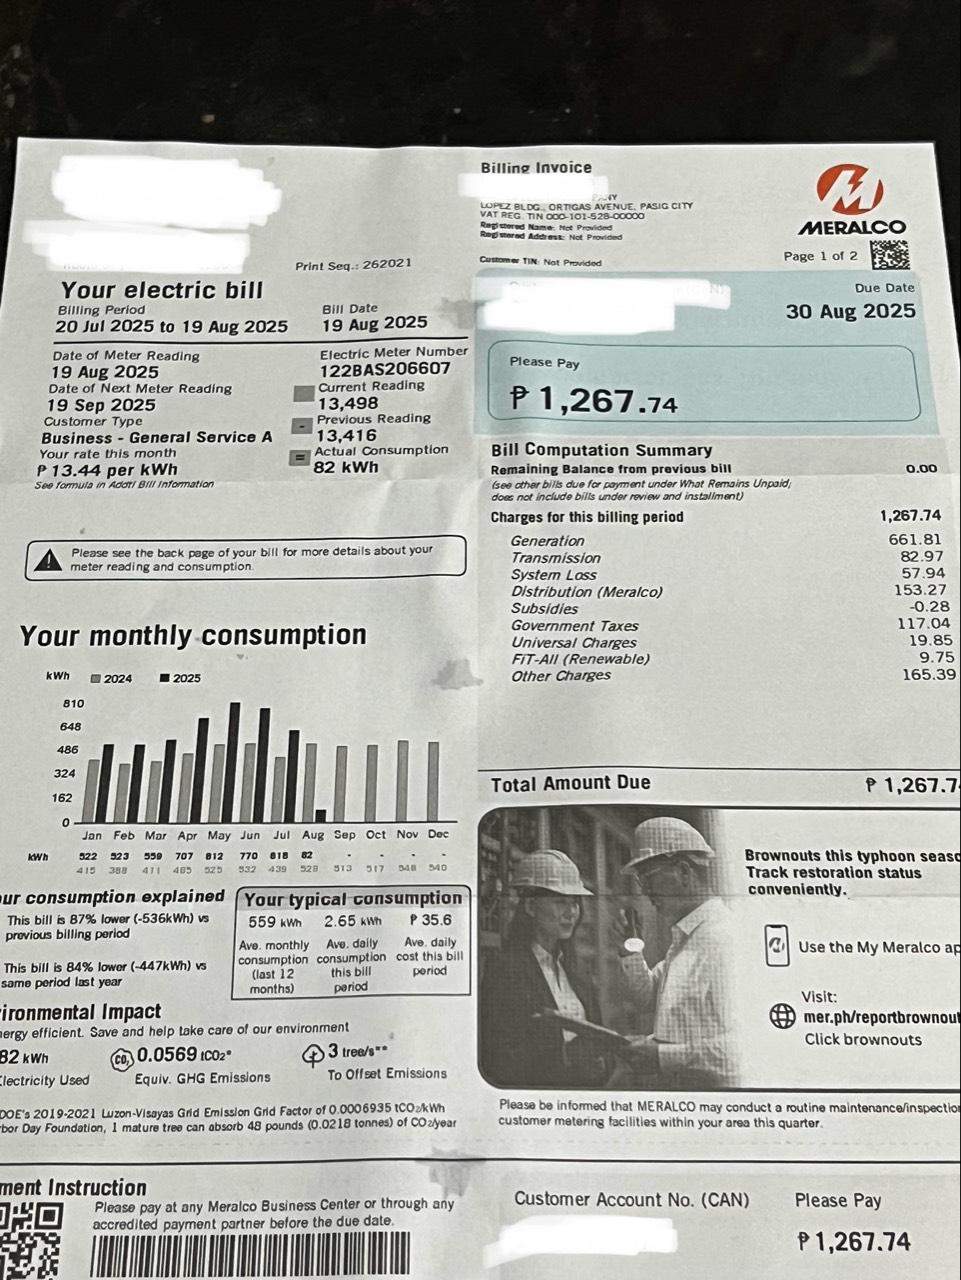 Billing Invoice
LOPEZ BLDG., ORTIGAS AVENUE, PASIG CITY
VAT REG. TIN 000-101-528-00000
Registered Name: Not Provided
Registered Address: Not Provided
Customer TIN: Not Provided
MERALCO
Page 1 of 2
Print Seq.: 262021
Your electric bill
Billing Period
20 Jul 2025 to 19 Aug 2025
Bill Date
19 Aug 2025
Date of Meter Reading
19 Aug 2025
Date of Next Meter Reading
19 Sep 2025
Customer Type
Business - General Service A
Your rate this month
₱ 13.44 per kWh
See formula in Addt'l Bill Information
Electric Meter Number
122BAS206607
Current Reading
13,498
- Previous Reading
13,416
= Actual Consumption
82 kWh
Due Date
30 Aug 2025
Please Pay
₱ 1,267.74
Bill Computation Summary
Remaining Balance from previous bill 0.00
(see other bills due for payment under What Remains Unpaid;
does not include bills under review and installment)
Charges for this billing period 1,267.74
Generation 661.81
Transmission 82.97
System Loss 57.94
Distribution (Meralco) 153.27
Subsidies -0.28
Government Taxes 117.04
Universal Charges 19.85
FiT-All (Renewable) 9.75
Other Charges 165.39
Total Amount Due ₱ 1,267.7
Please see the back page of your bill for more details about your
meter reading and consumption.
Your monthly consumption
kWh 2024 2025
810
648
486
324
162
0
Jan Feb Mar Apr May Jun Jul Aug Sep Oct Nov Dec
kWh 522 523 559 707 812 770 618 82 - - - -
415 388 411 465 525 532 439 529 513 517 548 540
ur consumption explained
This bill is 87% lower (-536kWh) vs
previous billing period
This bill is 84% lower (-447kWh) vs
same period last year
Your typical consumption
559 kWh 2.65 kWh ₱ 35.6
Ave. monthly
consumption
(last 12
months)
Ave. daily
consumption
this bill
period
Ave. daily
cost this bill
period
ironmental Impact
nergy efficient. Save and help take care of our environment
82 kWh
lectricity Used
CO₂ 0.0569 tCO2*
Equiv. GHG Emissions
3 tree/s**
To Offset Emissions
DOE's 2019-2021 Luzon-Visayas Grid Emission Grid Factor of 0.0006935 tCO2/kWh
bor Day Foundation, 1 mature tree can absorb 48 pounds (0.0218 tonnes) of CO2/year
Brownouts this typhoon seaso
Track restoration status
conveniently.
Use the My Meralco ap
Visit:
mer.ph/reportbrownout
Click brownouts
Please be informed that MERALCO may conduct a routine maintenance/inspection
customer metering facilities within your area this quarter.
ment Instruction
Please pay at any Meralco Business Center or through any
accredited payment partner before the due date.
Customer Account No. (CAN)
Please Pay
₱ 1,267.74